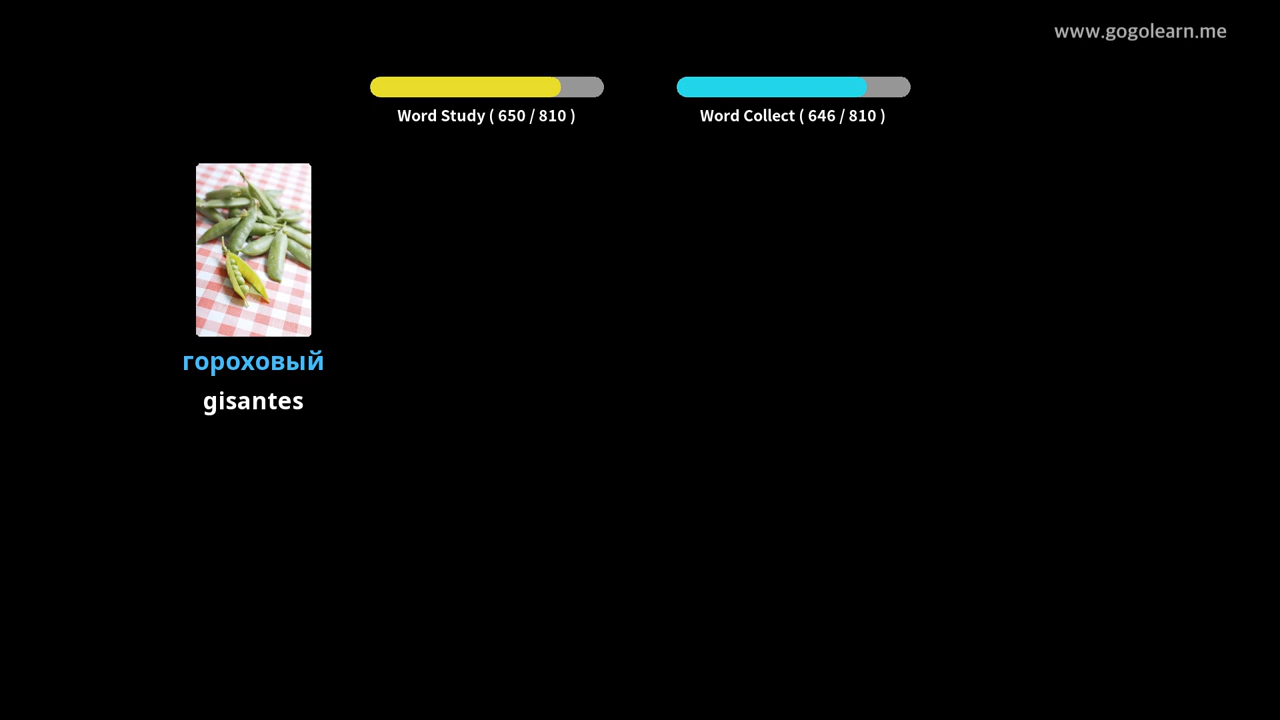 www.gogolearn.me
Word Study ( 650 / 810 )
Word Collect ( 646 / 810 )
гороховый
gisantes